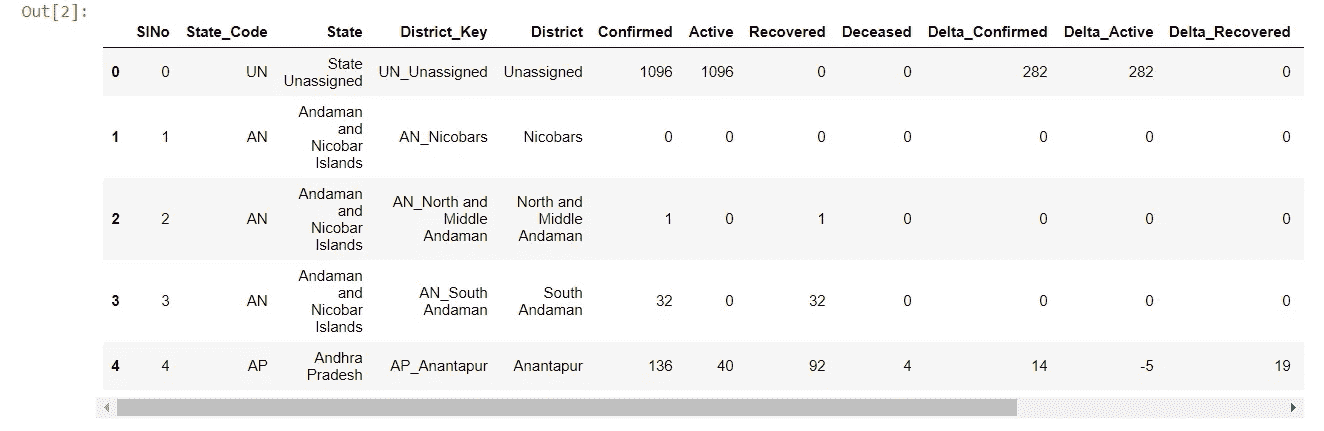 Out[2]:
SlNo State_Code State District_Key District Confirmed Active Recovered Deceased Delta_Confirmed Delta_Active Delta_Recovered
0 0 UN State Unassigned UN_Unassigned Unassigned 1096 1096 0 0 282 282 0
1 1 AN Andaman and Nicobar Islands AN_Nicobars Nicobars 0 0 0 0 0 0 0
2 2 AN Andaman and Nicobar Islands AN_North and Middle Andaman North and Middle Andaman 1 0 1 0 0 0 0
3 3 AN Andaman and Nicobar Islands AN_South Andaman South Andaman 32 0 32 0 0 0 0
4 4 AP Andhra Pradesh AP_Anantapur Anantapur 136 40 92 4 14 -5 19